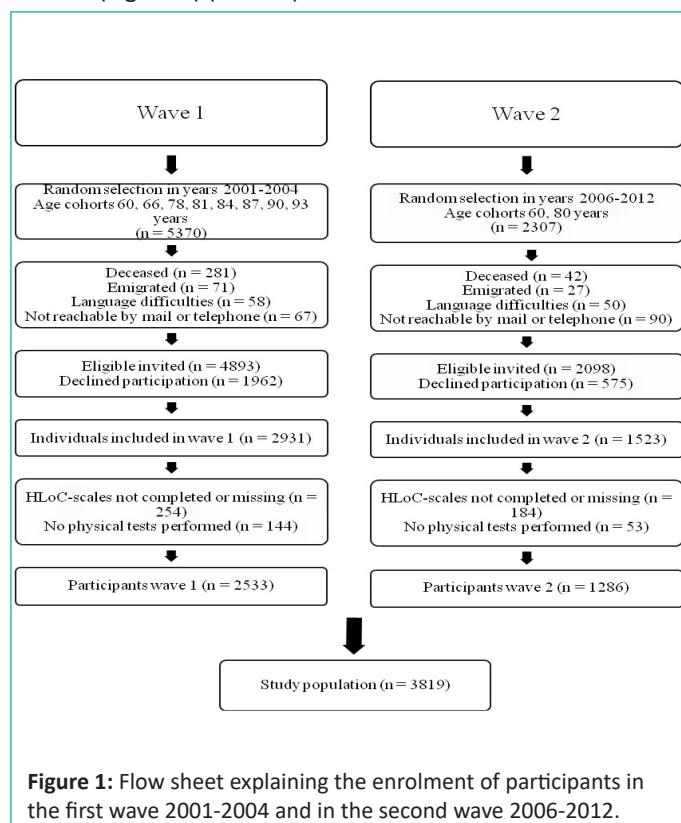 Wave 1
Wave 2
Random selection in years 2001-2004
Age cohorts 60, 66, 78, 81, 84, 87, 90, 93
years
(n = 5370)
Random selection in years 2006-2012
Age cohorts 60, 80 years
(n = 2307)
Deceased (n = 281)
Emigrated (n = 71)
Language difficulties (n = 58)
Not reachable by mail or telephone (n = 67)
Deceased (n = 42)
Emigrated (n = 27)
Language difficulties (n = 50)
Not reachable by mail or telephone (n = 90)
Eligible invited (n = 4893)
Declined participation (n = 1962)
Eligible invited (n = 2098)
Declined participation (n = 575)
Individuals included in wave 1 (n = 2931)
Individuals included in wave 2 (n = 1523)
HLoC-scales not completed or missing (n =
254)
No physical tests performed (n = 144)
HLoC-scales not completed or missing (n =
184)
No physical tests performed (n = 53)
Participants wave 1 (n = 2533)
Participants wave 2 (n = 1286)
Study population (n = 3819)
Figure 1: Flow sheet explaining the enrolment of participants in
the first wave 2001-2004 and in the second wave 2006-2012.